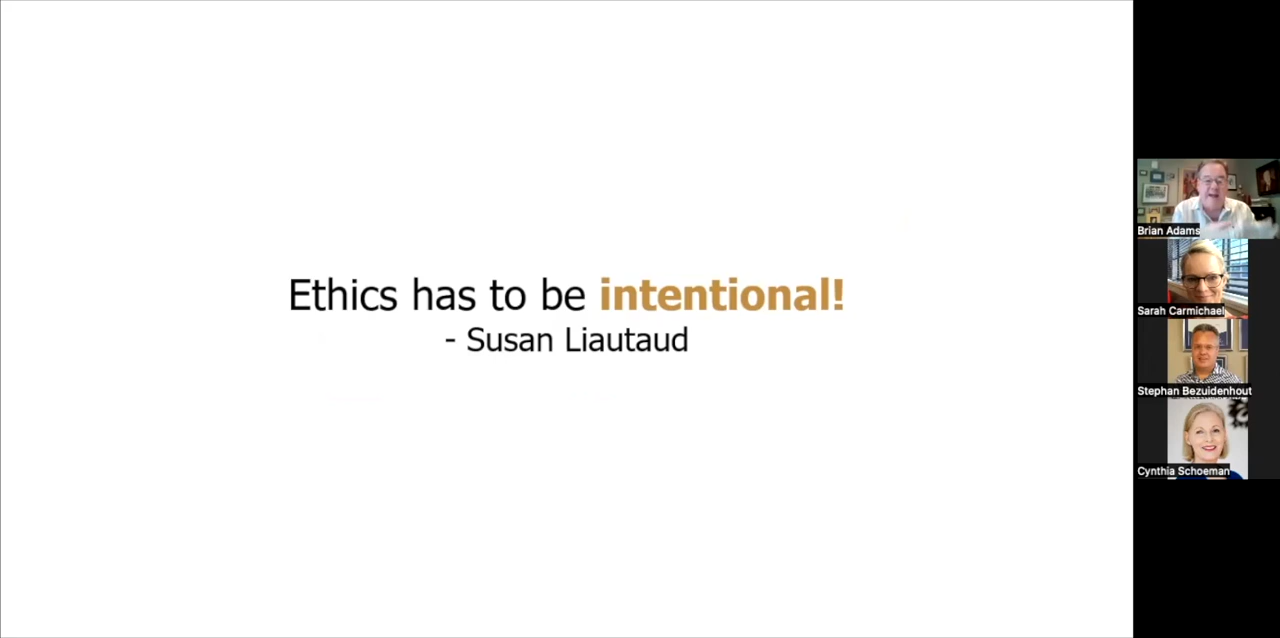 Ethics has to be intentional!
- Susan Liautaud
Brian Adams
Sarah Carmichael
Stephan Bezuidenhout
Cynthia Schoeman